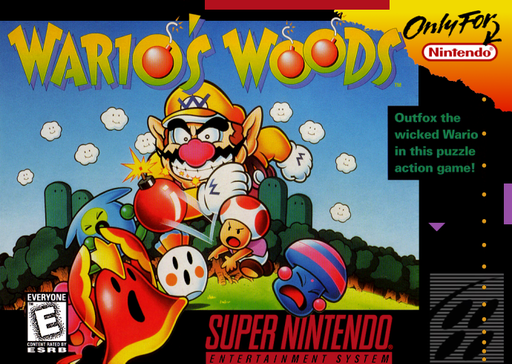 WARIO'S WOODS™
Only For
Nintendo®
Outfox the
wicked Wario
in this puzzle
action game!
W
EVERYONE
E
CONTENT RATED BY
ESRB
SUPER NINTENDO
ENTERTAINMENT SYSTEM